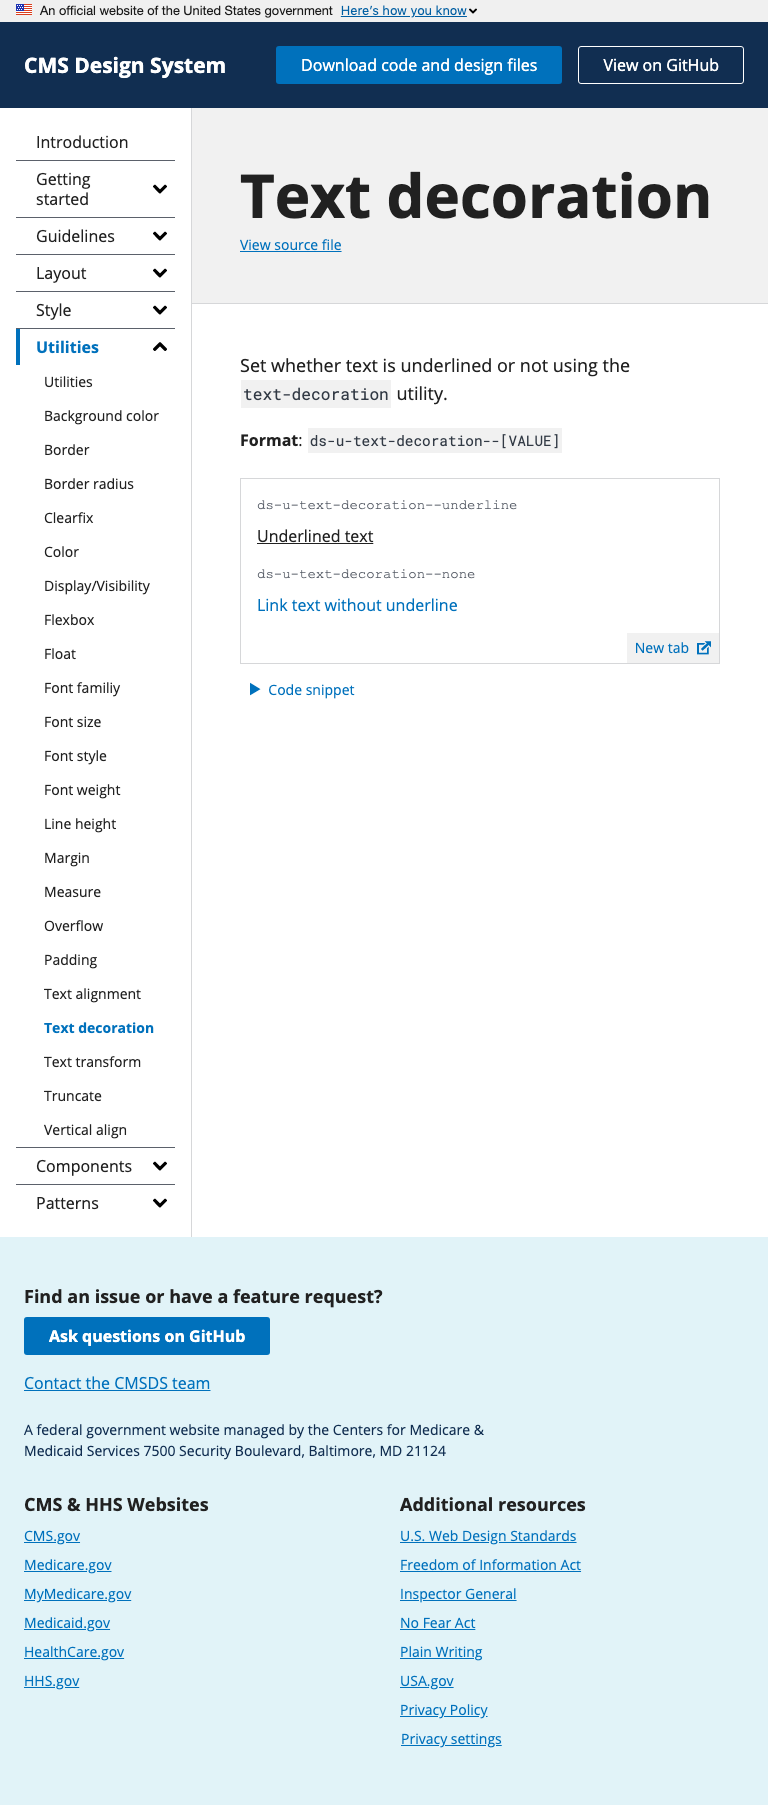 An official website of the United States government Here's how you know
CMS Design System
Download code and design files
View on GitHub
Introduction
Getting
started
Guidelines
Layout
Style
Utilities
Utilities
Background color
Border
Border radius
Clearfix
Color
Display/Visibility
Flexbox
Float
Font familiy
Font size
Font style
Font weight
Line height
Margin
Measure
Overflow
Padding
Text alignment
Text decoration
Text transform
Truncate
Vertical align
Components
Patterns
Text decoration
View source file
Set whether text is underlined or not using the
text-decoration utility.
Format: ds-u-text-decoration--[VALUE]
ds-u-text-decoration--underline
Underlined text
ds-u-text-decoration--none
Link text without underline
New tab
Code snippet
Find an issue or have a feature request?
Ask questions on GitHub
Contact the CMSDS team
A federal government website managed by the Centers for Medicare &
Medicaid Services 7500 Security Boulevard, Baltimore, MD 21124
CMS & HHS Websites
CMS.gov
Medicare.gov
MyMedicare.gov
Medicaid.gov
HealthCare.gov
HHS.gov
Additional resources
U.S. Web Design Standards
Freedom of Information Act
Inspector General
No Fear Act
Plain Writing
USA.gov
Privacy Policy
Privacy settings